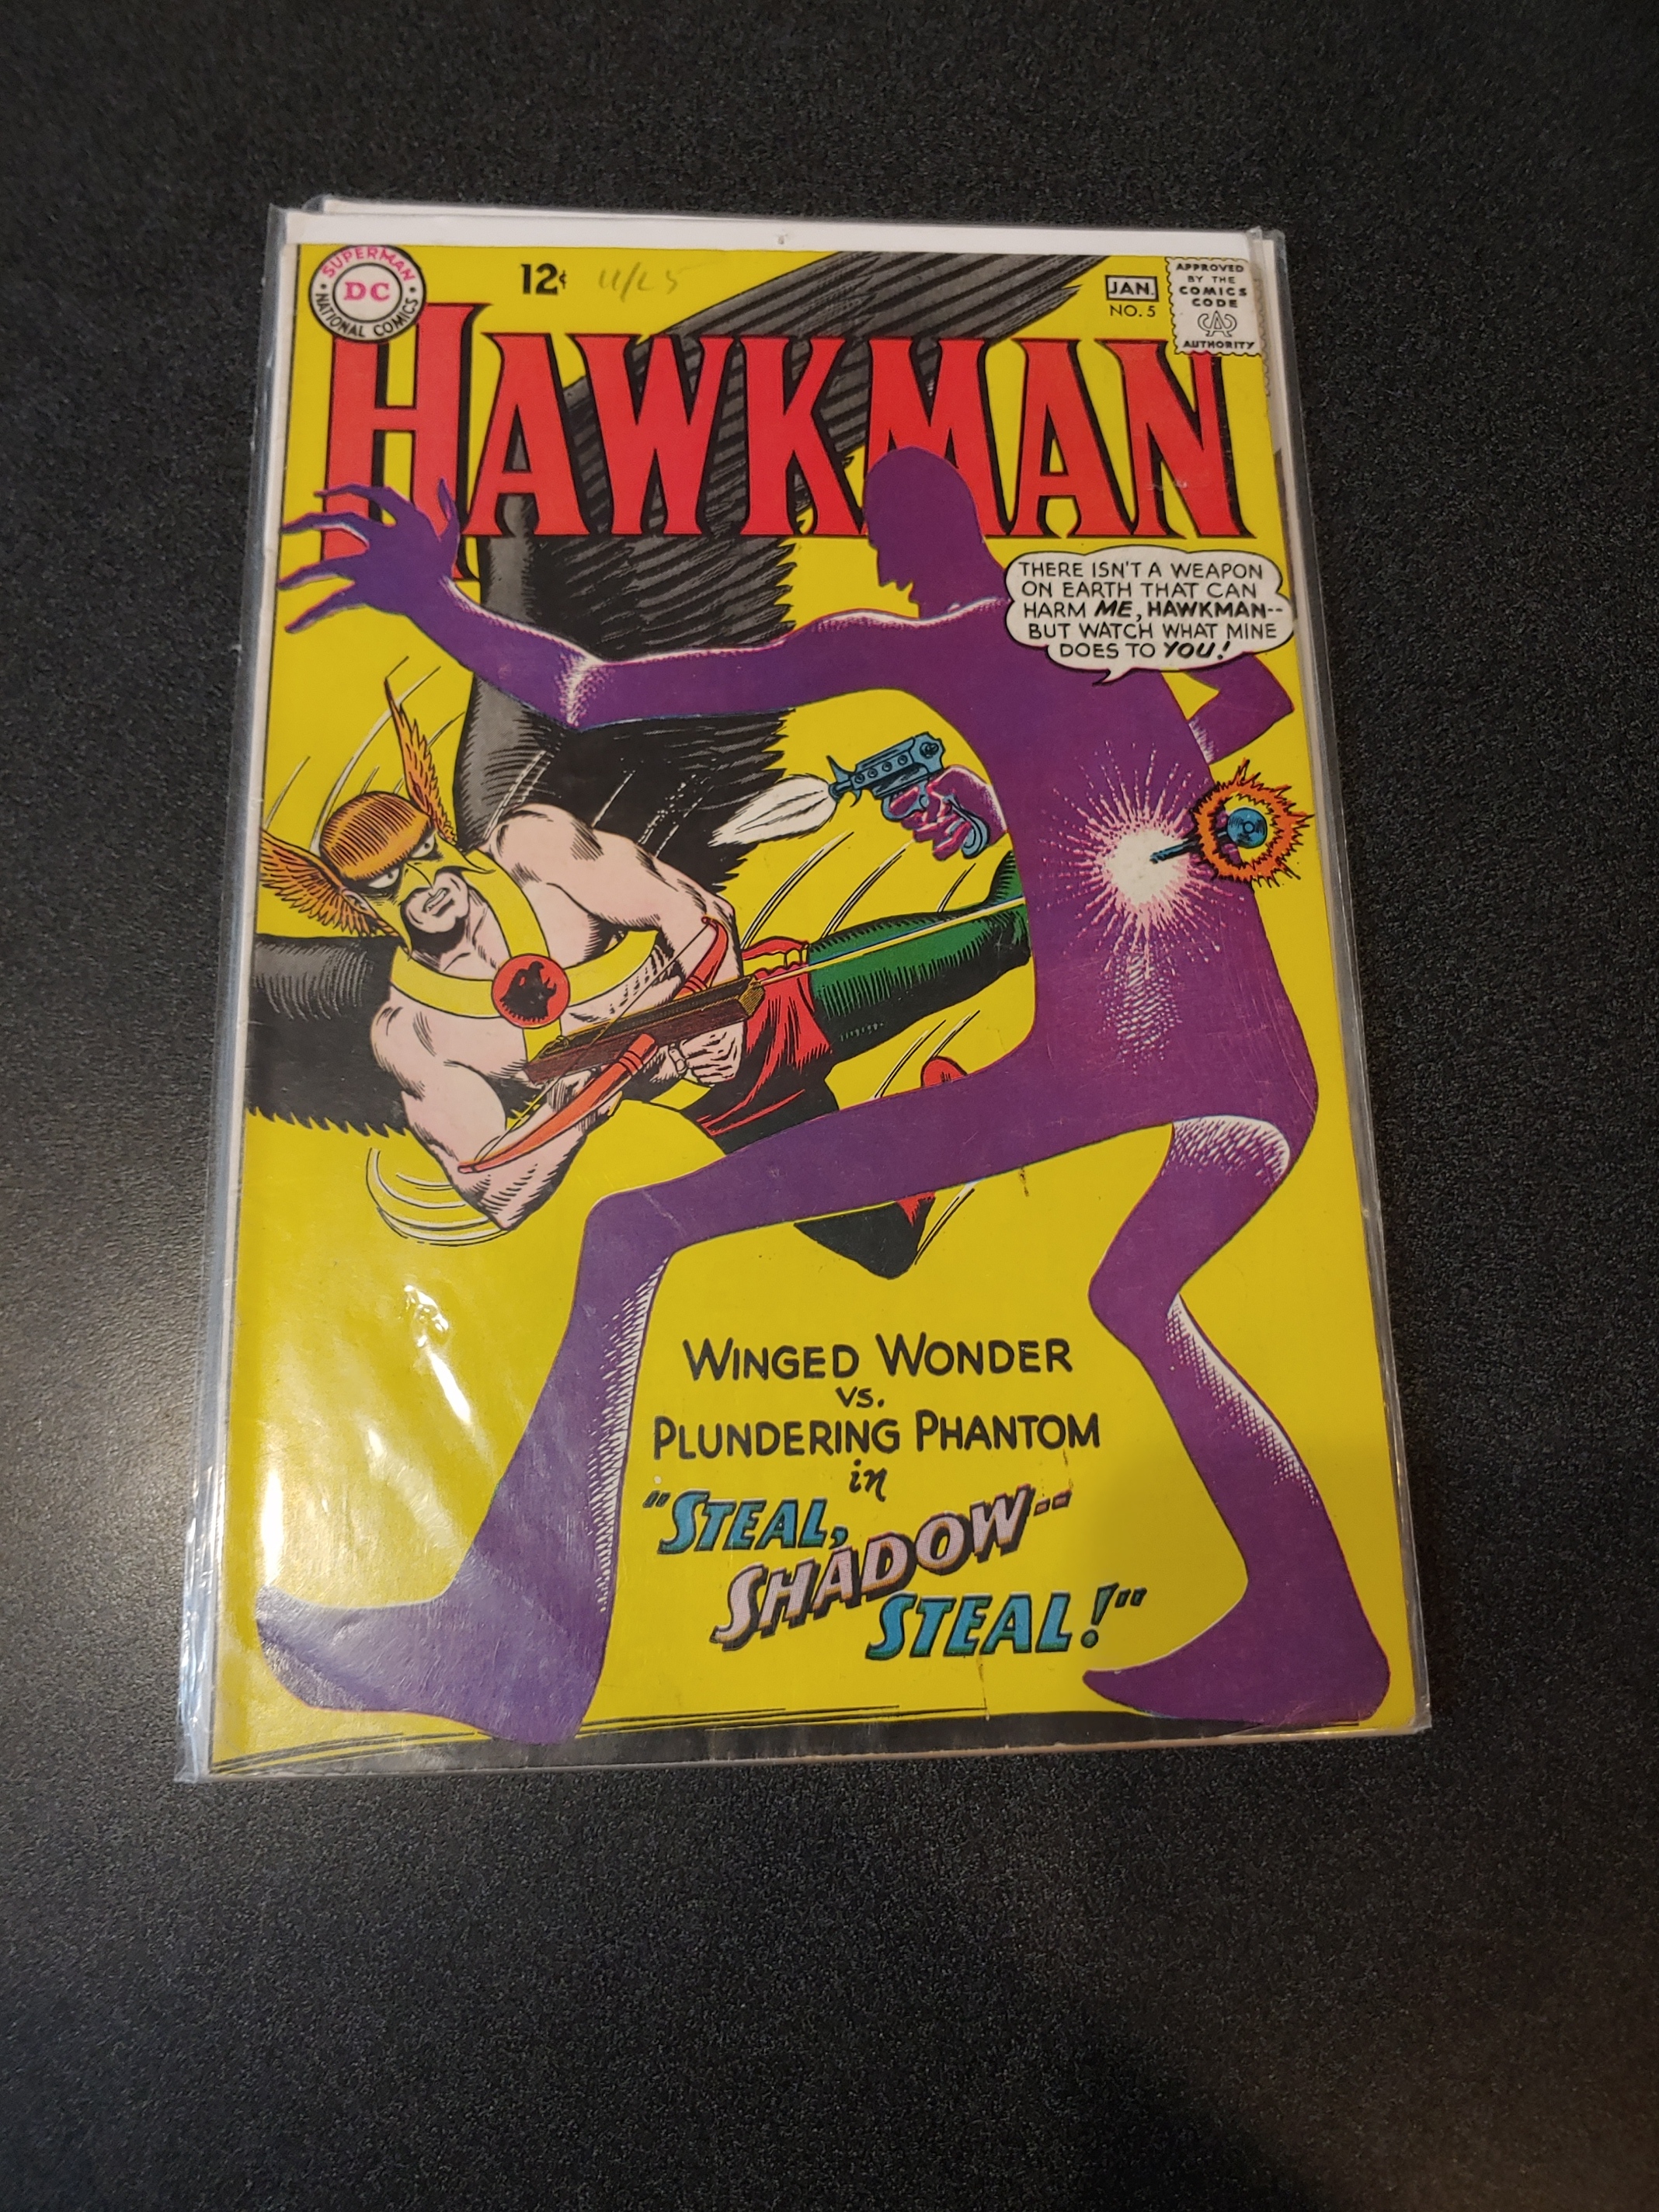 SUPERMAN
DC
NATIONAL COMICS
12¢
JAN.
NO. 5
APPROVED
BY THE
COMICS
CODE
CA
AUTHORITY
HAWKMAN
THERE ISN'T A WEAPON
ON EARTH THAT CAN
HARM ME, HAWKMAN--
BUT WATCH WHAT MINE
DOES TO YOU!
WINGED WONDER
VS.
PLUNDERING PHANTOM
in
"STEAL,
SHADOW--
STEAL!"